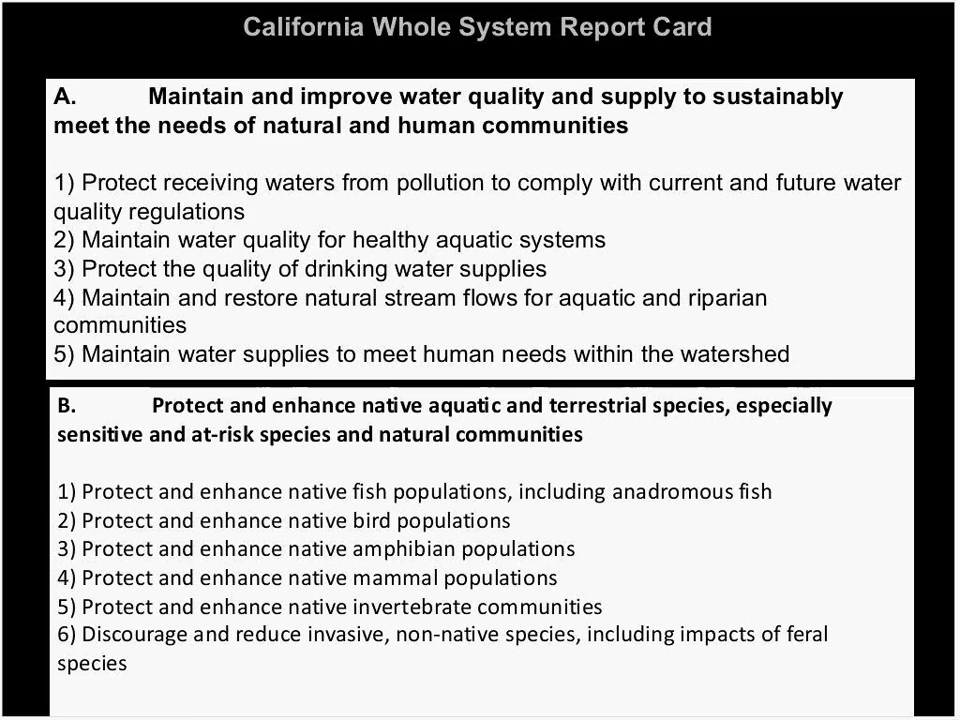 California Whole System Report Card
A. Maintain and improve water quality and supply to sustainably
meet the needs of natural and human communities
1) Protect receiving waters from pollution to comply with current and future water
quality regulations
2) Maintain water quality for healthy aquatic systems
3) Protect the quality of drinking water supplies
4) Maintain and restore natural stream flows for aquatic and riparian
communities
5) Maintain water supplies to meet human needs within the watershed
B. Protect and enhance native aquatic and terrestrial species, especially
sensitive and at-risk species and natural communities
1) Protect and enhance native fish populations, including anadromous fish
2) Protect and enhance native bird populations
3) Protect and enhance native amphibian populations
4) Protect and enhance native mammal populations
5) Protect and enhance native invertebrate communities
6) Discourage and reduce invasive, non-native species, including impacts of feral
species